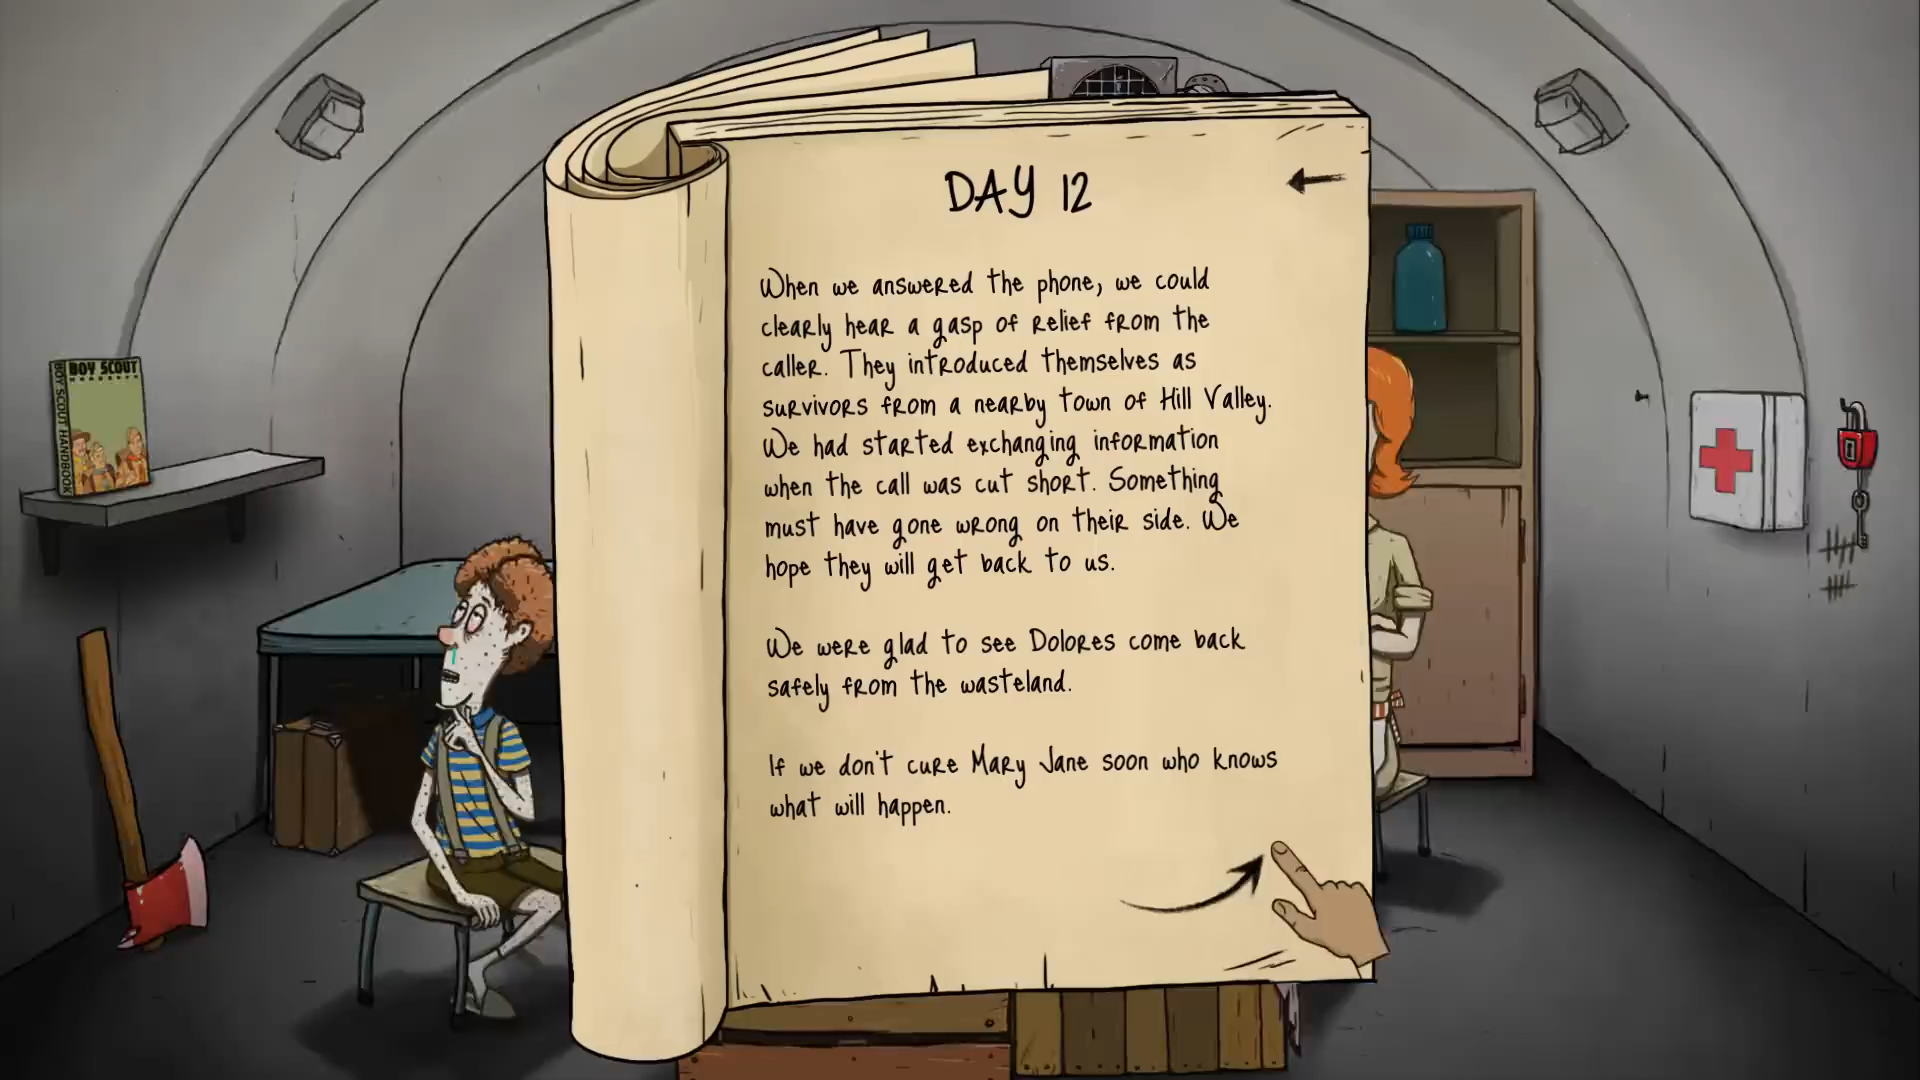 DAY 12
When we answered the phone, we could
clearly hear a gasp of relief from the
caller. They introduced themselves as
survivors from a nearby town of Hill Valley.
We had started exchanging information
when the call was cut short. Something
must have gone wrong on their side. We
hope they will get back to us.
We were glad to see Dolores come back
safely from the wasteland.
If we don't cure Mary Jane soon who knows
what will happen.
BOY SCOUT
HANDBOOK
BOY SCOUT HANDBOOK